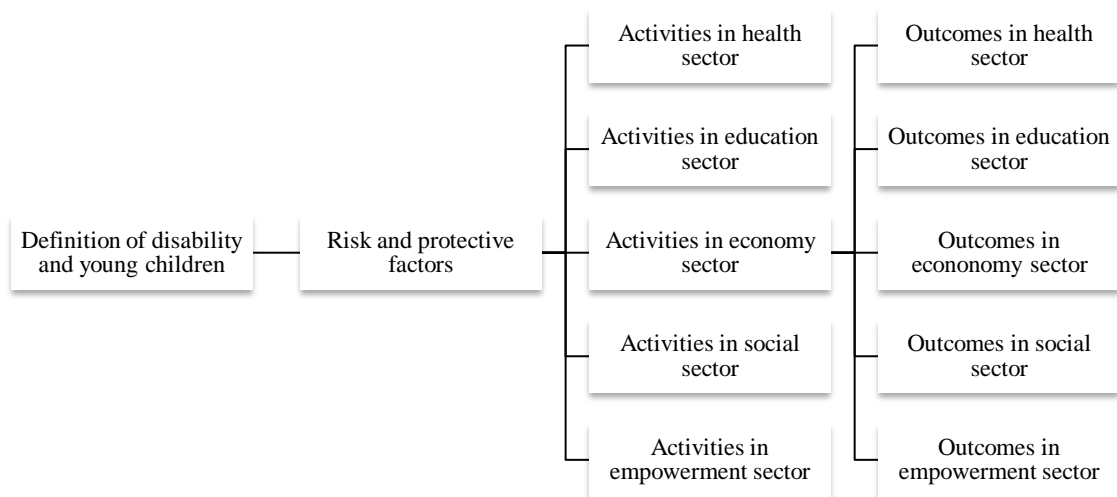 Definition of disability
and young children
Risk and protective
factors
Activities in health
sector
Activities in education
sector
Activities in economy
sector
Activities in social
sector
Activities in
empowerment sector
Outcomes in health
sector
Outcomes in education
sector
Outcomes in
econonomy sector
Outcomes in social
sector
Outcomes in
empowerment sector